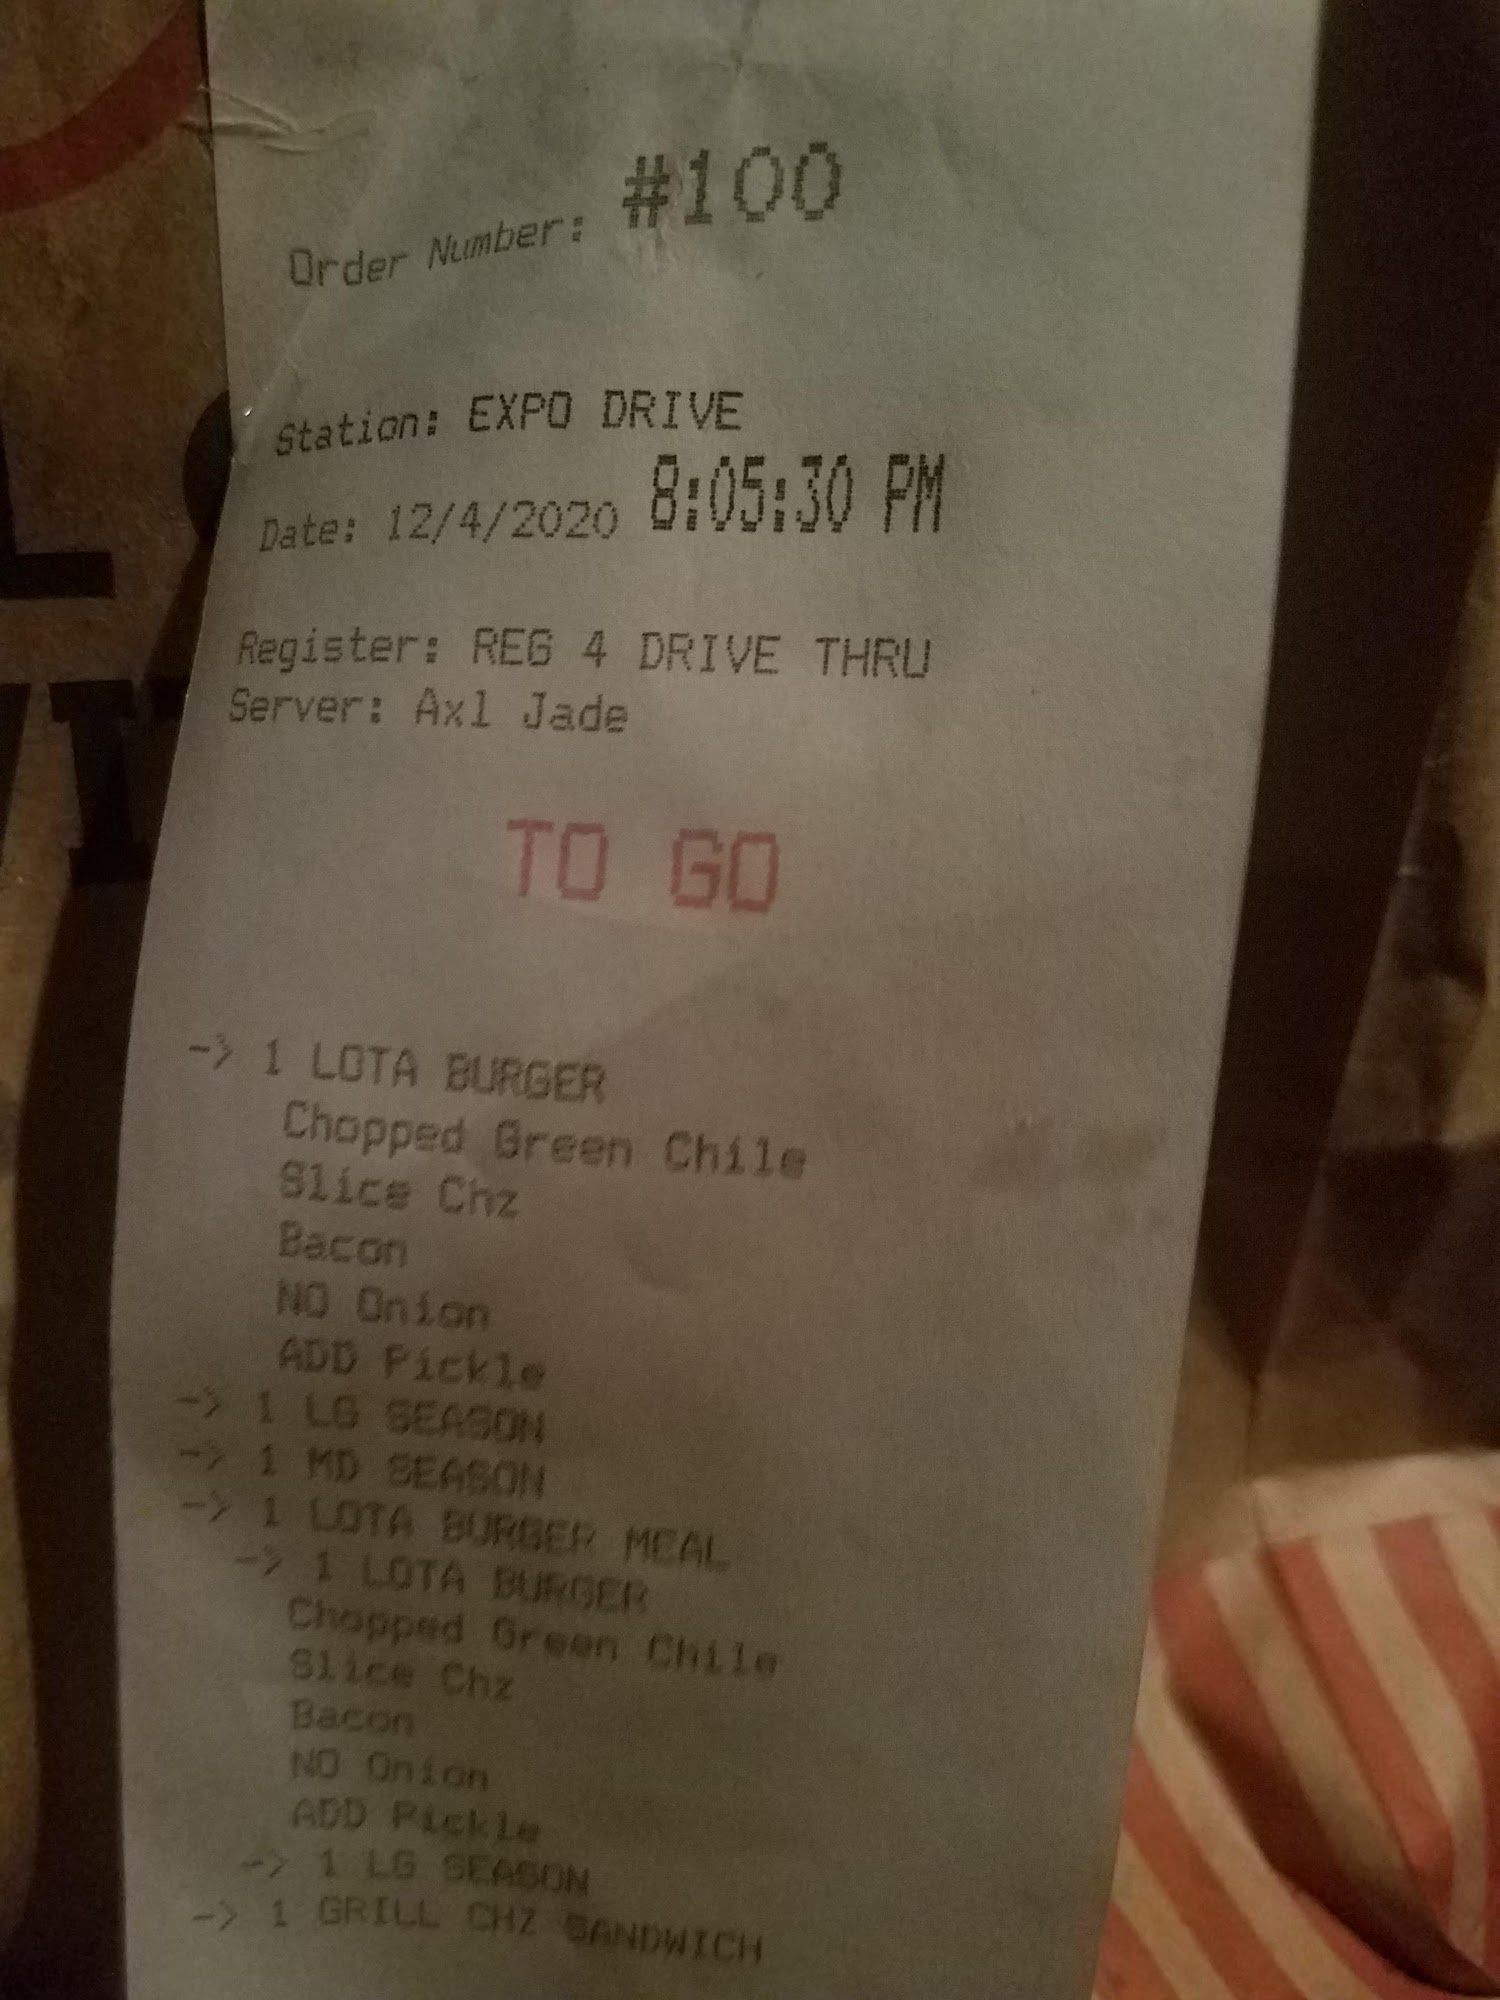 Order Number: #100
Station: EXPO DRIVE
Date: 12/4/2020 8:05:30 PM
Register: REG 4 DRIVE THRU
Server: Axl Jade
TO GO
-> 1 LOTA BURGER
Chopped Green Chile
Slice Chz
Bacon
NO Onion
ADD Pickle
-> 1 LG SEASON
-> 1 MD SEASON
-> 1 LOTA BURGER MEAL
-> 1 LOTA BURGER
Chopped Green Chile
Slice Chz
Bacon
NO Onion
ADD Pickle
-> 1 LG SEASON
-> 1 GRILL CHZ SANDWICH